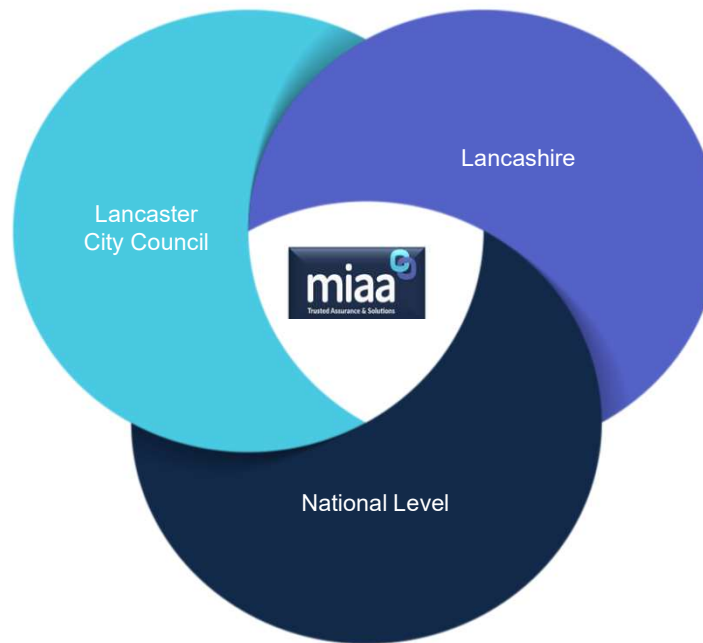 Lancashire
Lancaster
City Council
miaa
Trusted Assurance & Solutions
National Level